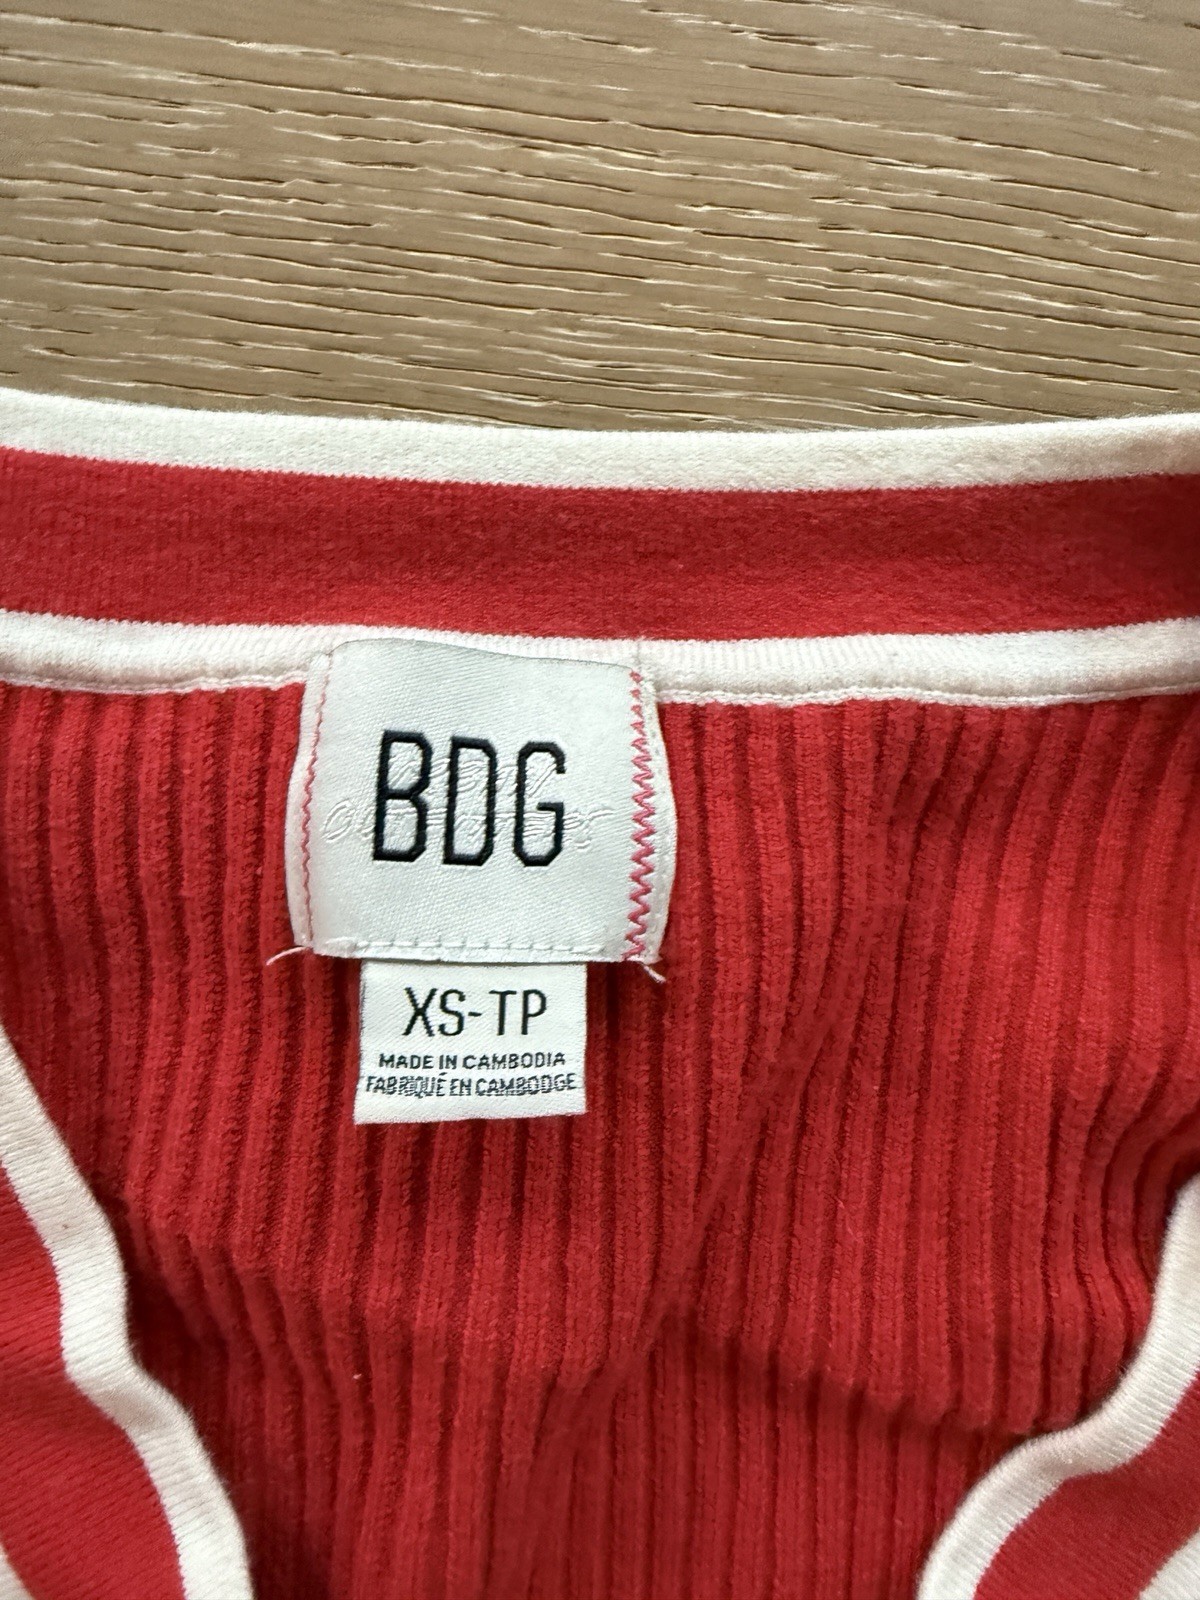 BDG
XS-TP
MADE IN CAMBODIA
FABRIQUÉ EN CAMBODGE